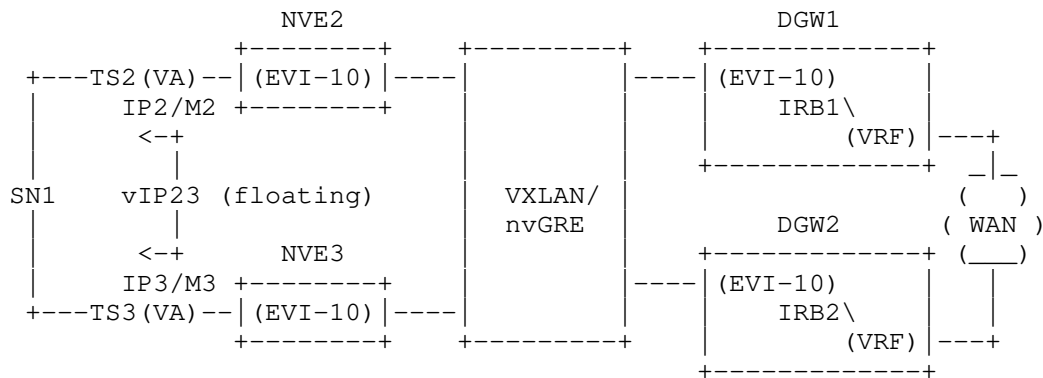 NVE2 DGW1
+--------+ +---------+ +-------------+
+---TS2(VA)--|(EVI-10)|----| |----|(EVI-10) |
| IP2/M2 +--------+ | | | IRB1\ |
| <-+ | | | (VRF)|---+
| | | | +-------------+ _|_
SN1 vIP23 (floating) | VXLAN/ | ( )
| | | nvGRE | DGW2 ( WAN )
| <-+ NVE3 | | +-------------+ (___)
| IP3/M3 +--------+ | |----|(EVI-10) | |
+---TS3(VA)--|(EVI-10)|----| | | IRB2\ | |
+--------+ +---------+ | (VRF)|---+
+-------------+